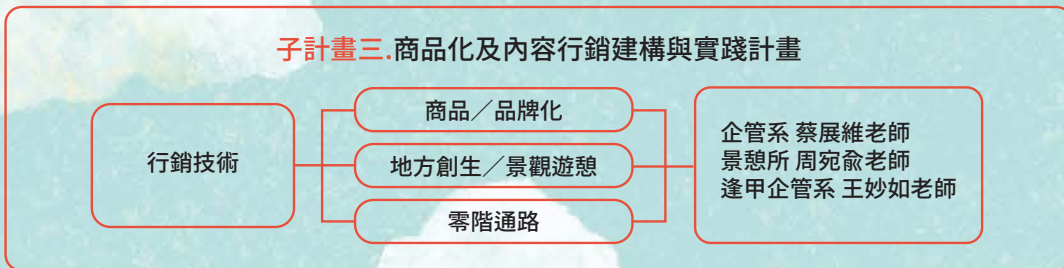 子計畫三.商品化及內容行銷建構與實踐計畫
行銷技術
商品／品牌化
地方創生／景觀遊憩
零階通路
企管系 蔡展維老師
景憩所 周宛俞老師
逢甲企管系 王妙如老師